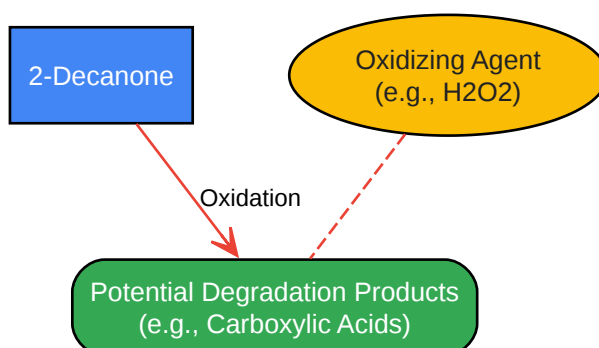 2-Decanone
Oxidizing Agent
(e.g., H2O2)
Oxidation
Potential Degradation Products
(e.g., Carboxylic Acids)